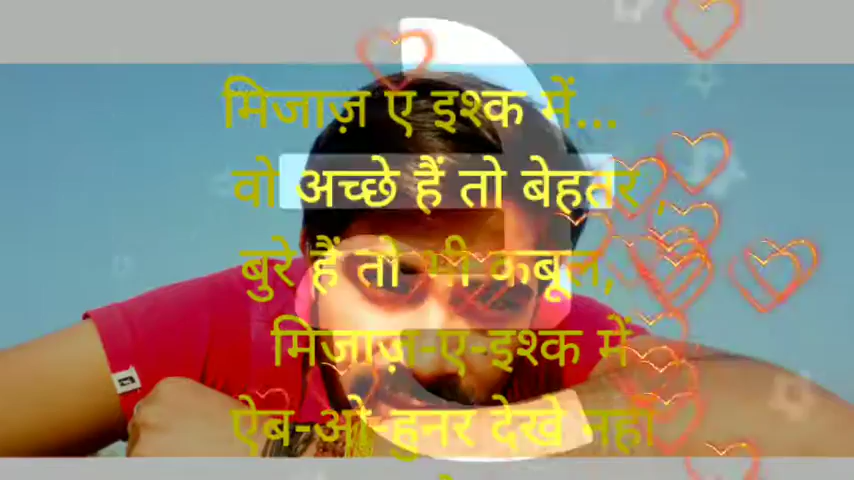 मिजाज़ ए इश्क में...
वो अच्छे हैं तो बेहतर,
बुरे हैं तो भी कबूल,
मिजाज़-ए-इश्क में
ऐब-ओ-हुनर देखे नहीं